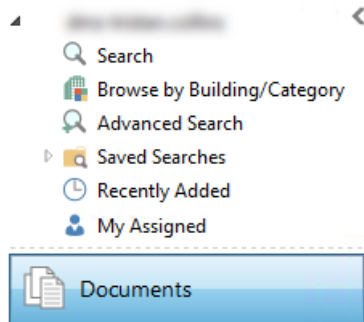 Search
Browse by Building/Category
Advanced Search
Saved Searches
Recently Added
My Assigned
Documents